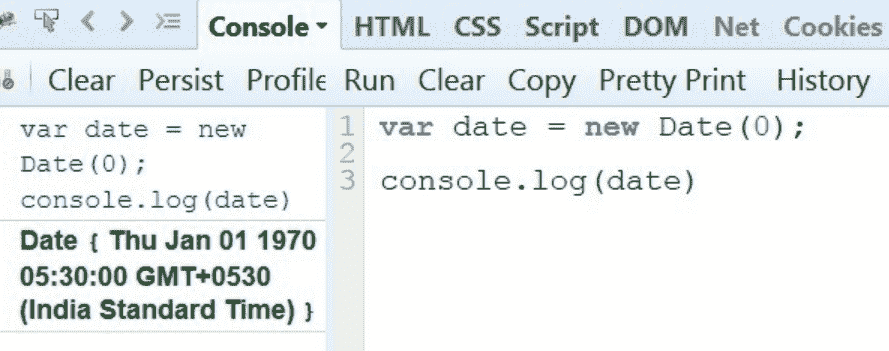 Console HTML CSS Script DOM Net Cookies
Clear Persist Profile Run Clear Copy Pretty Print History
var date = new
Date(0);
console.log(date)
Date { Thu Jan 01 1970
05:30:00 GMT+0530
(India Standard Time) }
1 var date = new Date(0);
2
3 console.log(date)